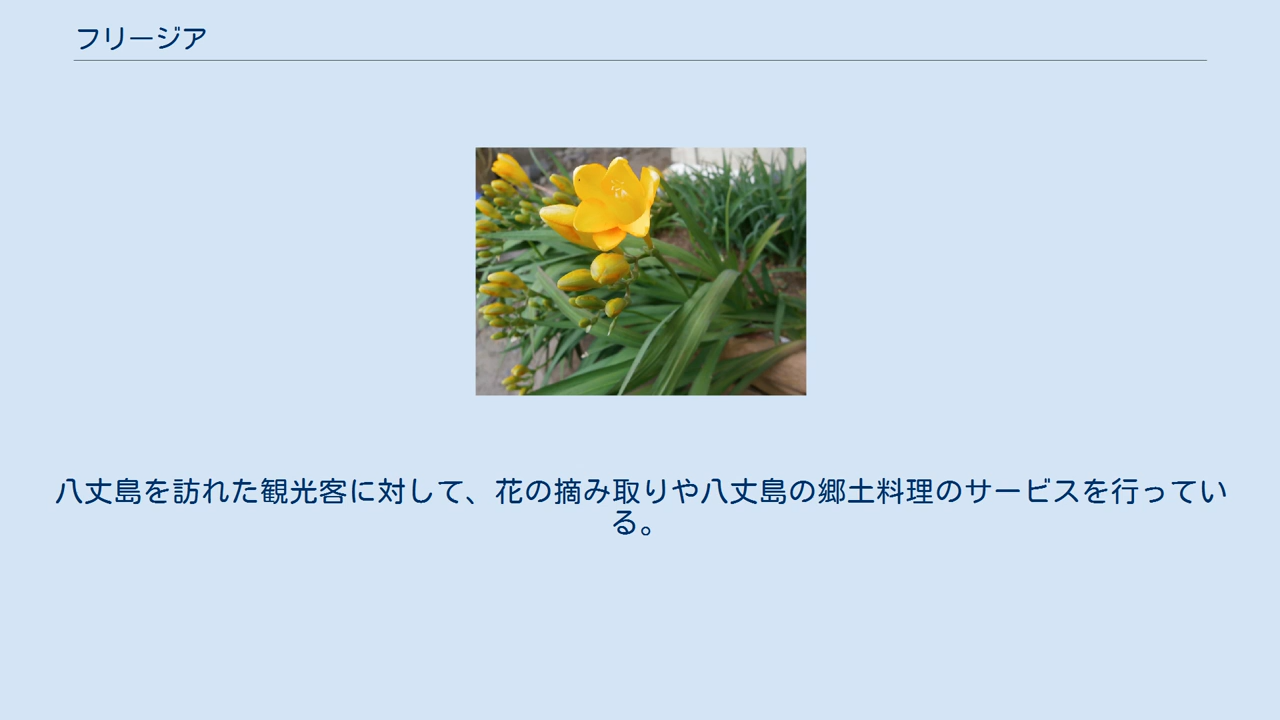 フリージア
八丈島を訪れた観光客に対して、花の摘み取りや八丈島の郷土料理のサービスを行ってい
る。